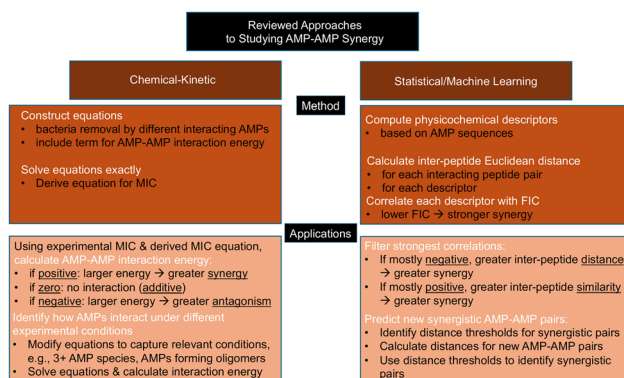 Reviewed Approaches
to Studying AMP-AMP Synergy
Chemical-Kinetic
Statistical/Machine Learning
Method
Construct equations
• bacteria removal by different interacting AMPs
• include term for AMP-AMP interaction energy
Solve equations exactly
• Derive equation for MIC
Compute physicochemical descriptors
• based on AMP sequences
Calculate inter-peptide Euclidean distance
• for each interacting peptide pair
• for each descriptor
Correlate each descriptor with FIC
• lower FIC → stronger synergy
Applications
Using experimental MIC & derived MIC equation,
calculate AMP-AMP interaction energy:
• if positive: larger energy → greater synergy
• if zero: no interaction (additive)
• if negative: larger energy → greater antagonism
Identify how AMPs interact under different
experimental conditions
• Modify equations to capture relevant conditions,
e.g., 3+ AMP species, AMPs forming oligomers
• Solve equations & calculate interaction energy
Filter strongest correlations:
• If mostly negative, greater inter-peptide distance
→ greater synergy
• If mostly positive, greater inter-peptide similarity
→ greater synergy
Predict new synergistic AMP-AMP pairs:
• Identify distance thresholds for synergistic pairs
• Calculate distances for new AMP-AMP pairs
• Use distance thresholds to identify synergistic
pairs